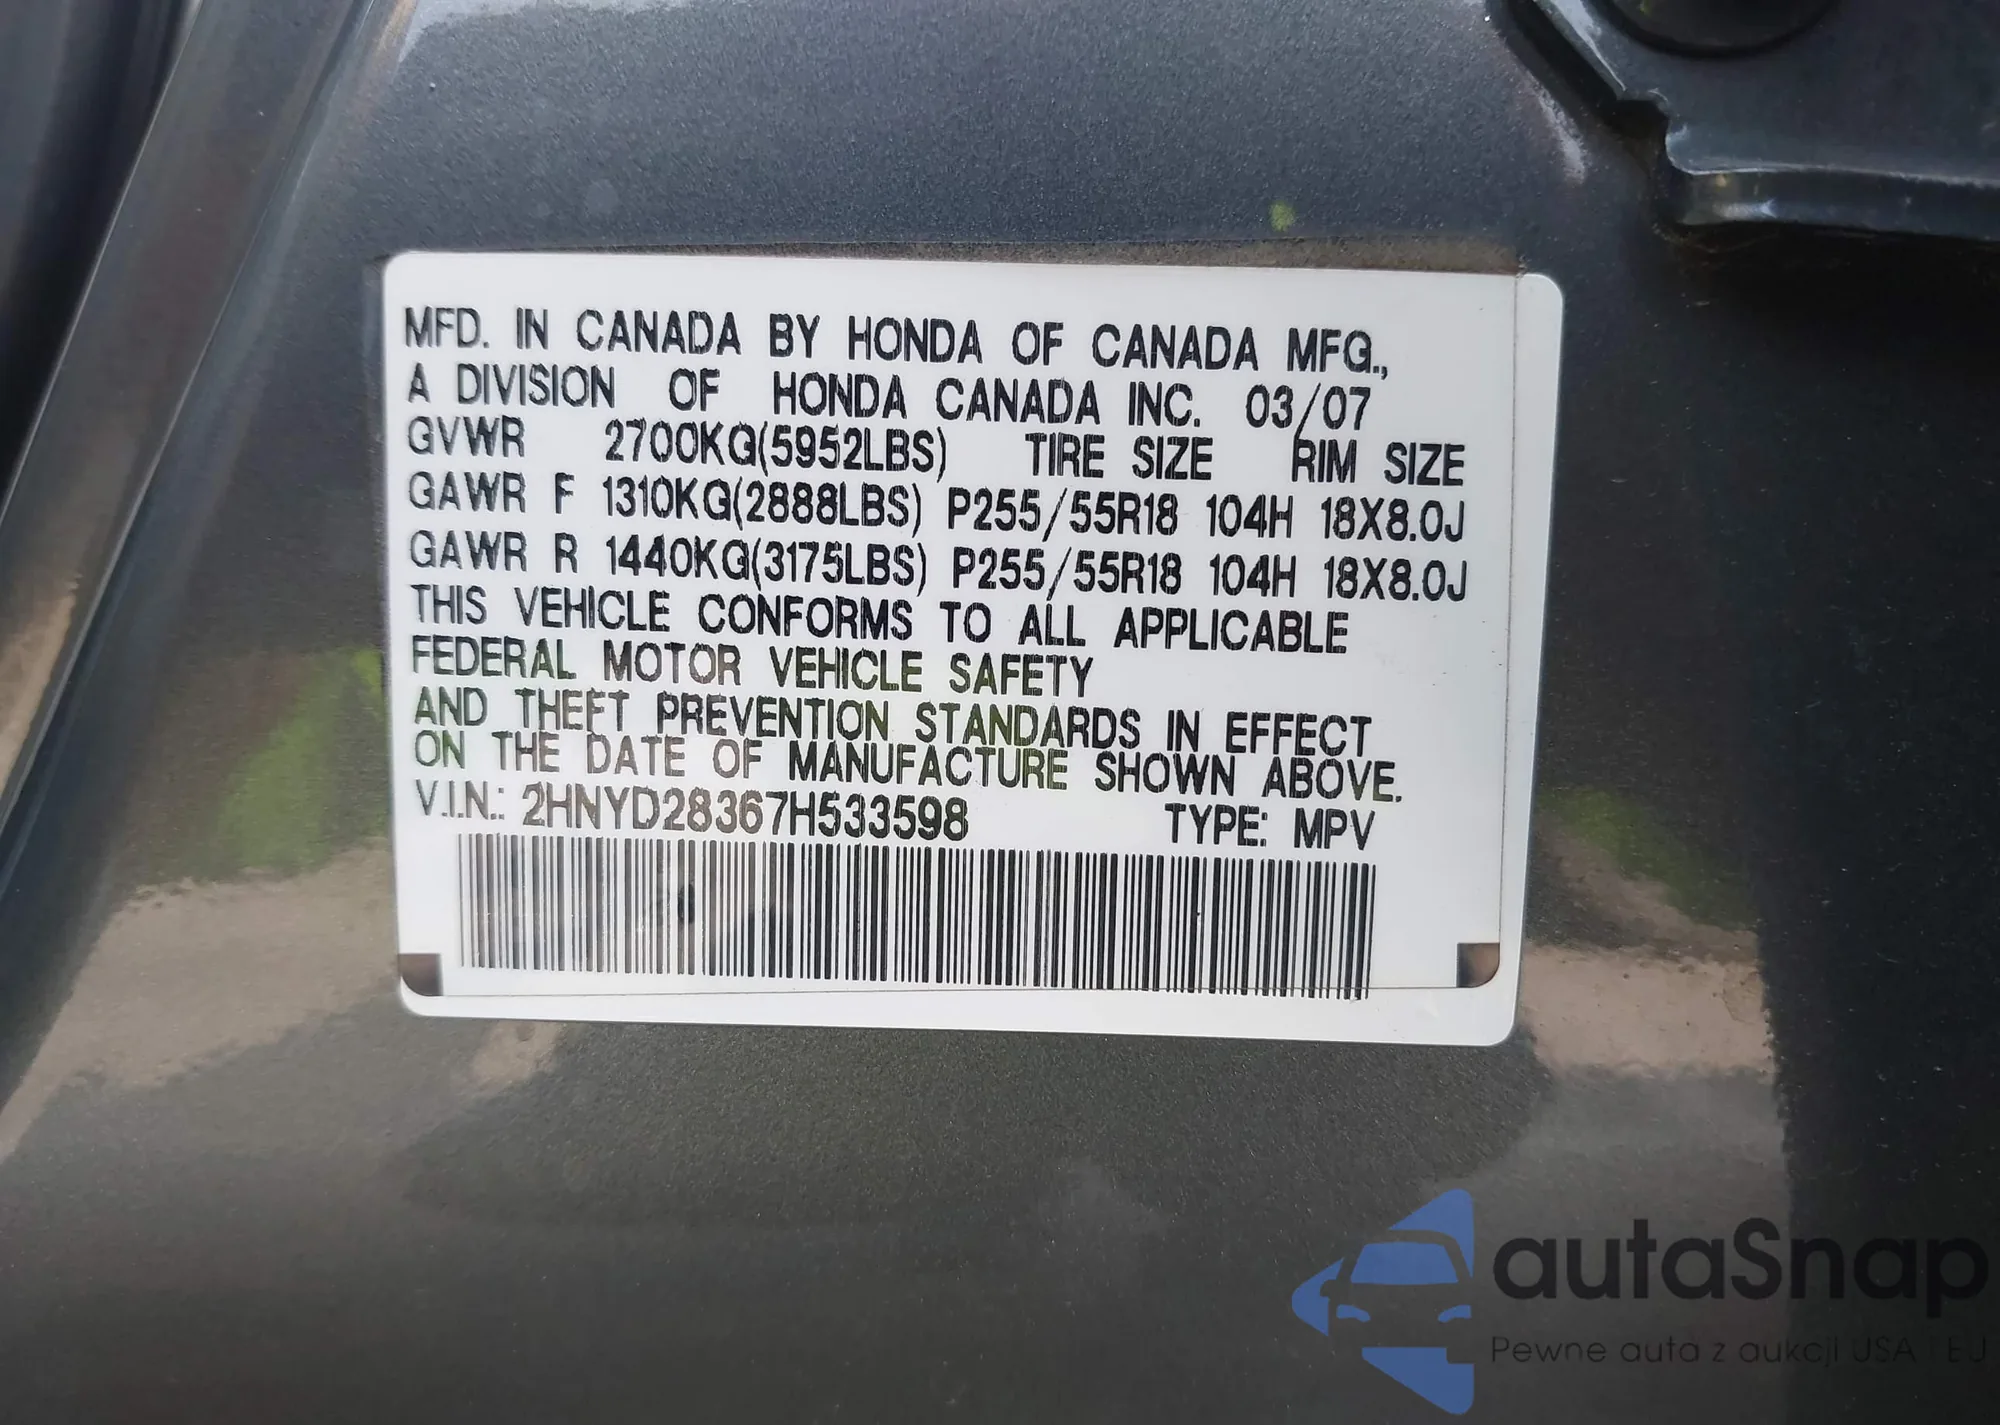 MFD. IN CANADA BY HONDA OF CANADA MFG.,
A DIVISION OF HONDA CANADA INC. 03/07
GVWR 2700KG(5952LBS) TIRE SIZE RIM SIZE
GAWR F 1310KG(2888LBS) P255/55R18 104H 18X8.0J
GAWR R 1440KG(3175LBS) P255/55R18 104H 18X8.0J
THIS VEHICLE CONFORMS TO ALL APPLICABLE
FEDERAL MOTOR VEHICLE SAFETY
AND THEFT PREVENTION STANDARDS IN EFFECT
ON THE DATE OF MANUFACTURE SHOWN ABOVE.
V.I.N.: 2HNYD28367H533598 TYPE: MPV
autaSnap
Pewne auta z aukcji USA i EU